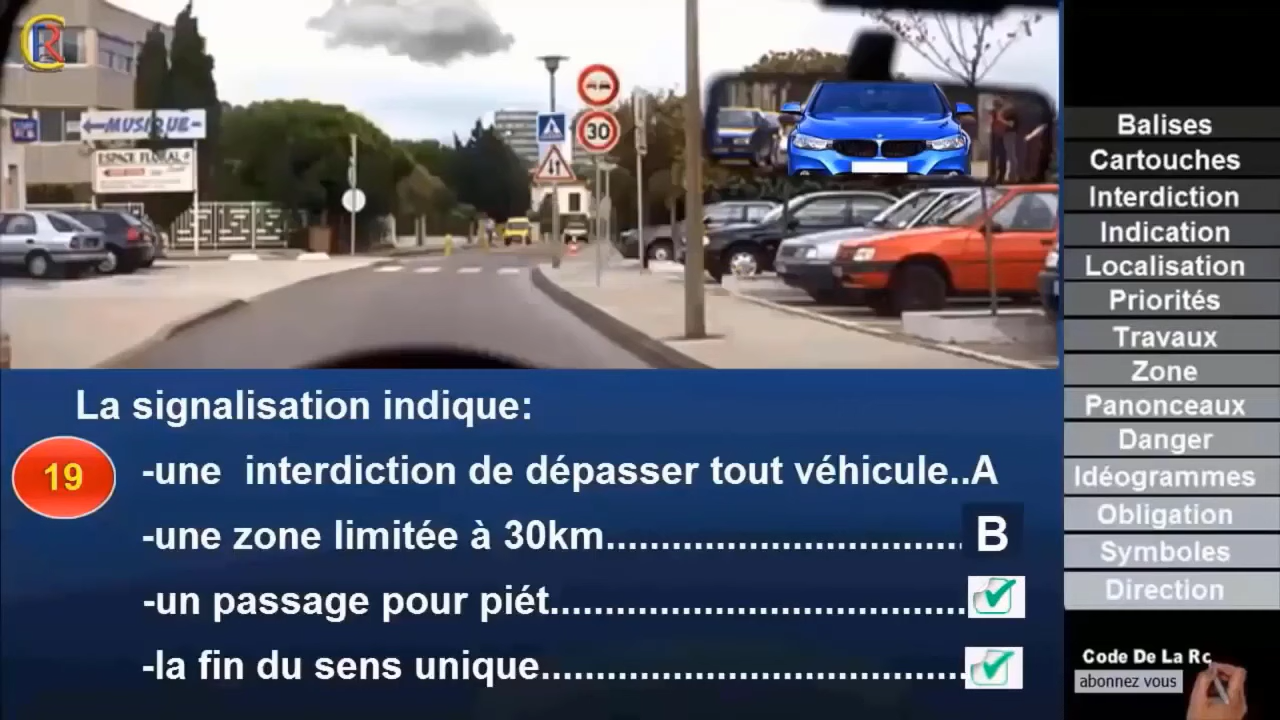 CR
MUSIQUE
ESPACE FLORAL
30
La signalisation indique:
19
-une interdiction de dépasser tout véhicule..A
-une zone limitée à 30km................................. B
-un passage pour piét......................................
-la fin du sens unique.......................................
Balises
Cartouches
Interdiction
Indication
Localisation
Priorités
Travaux
Zone
Panonceaux
Danger
Idéogrammes
Obligation
Symboles
Direction
Code De La Rc
abonnez vous